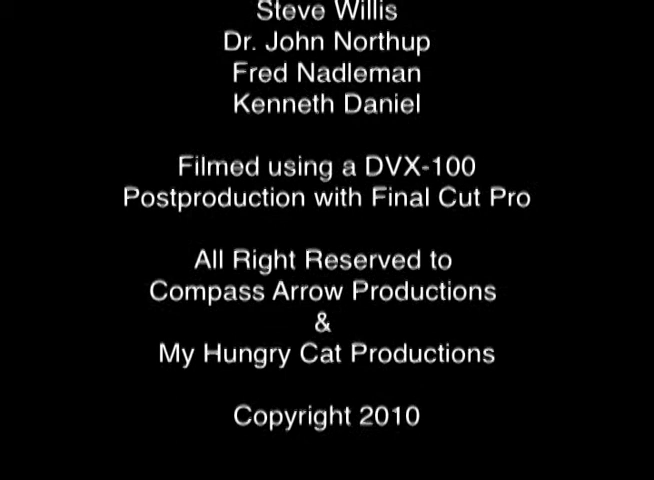 Steve Willis
Dr. John Northup
Fred Nadleman
Kenneth Daniel
Filmed using a DVX-100
Postproduction with Final Cut Pro
All Right Reserved to
Compass Arrow Productions
&
My Hungry Cat Productions
Copyright 2010